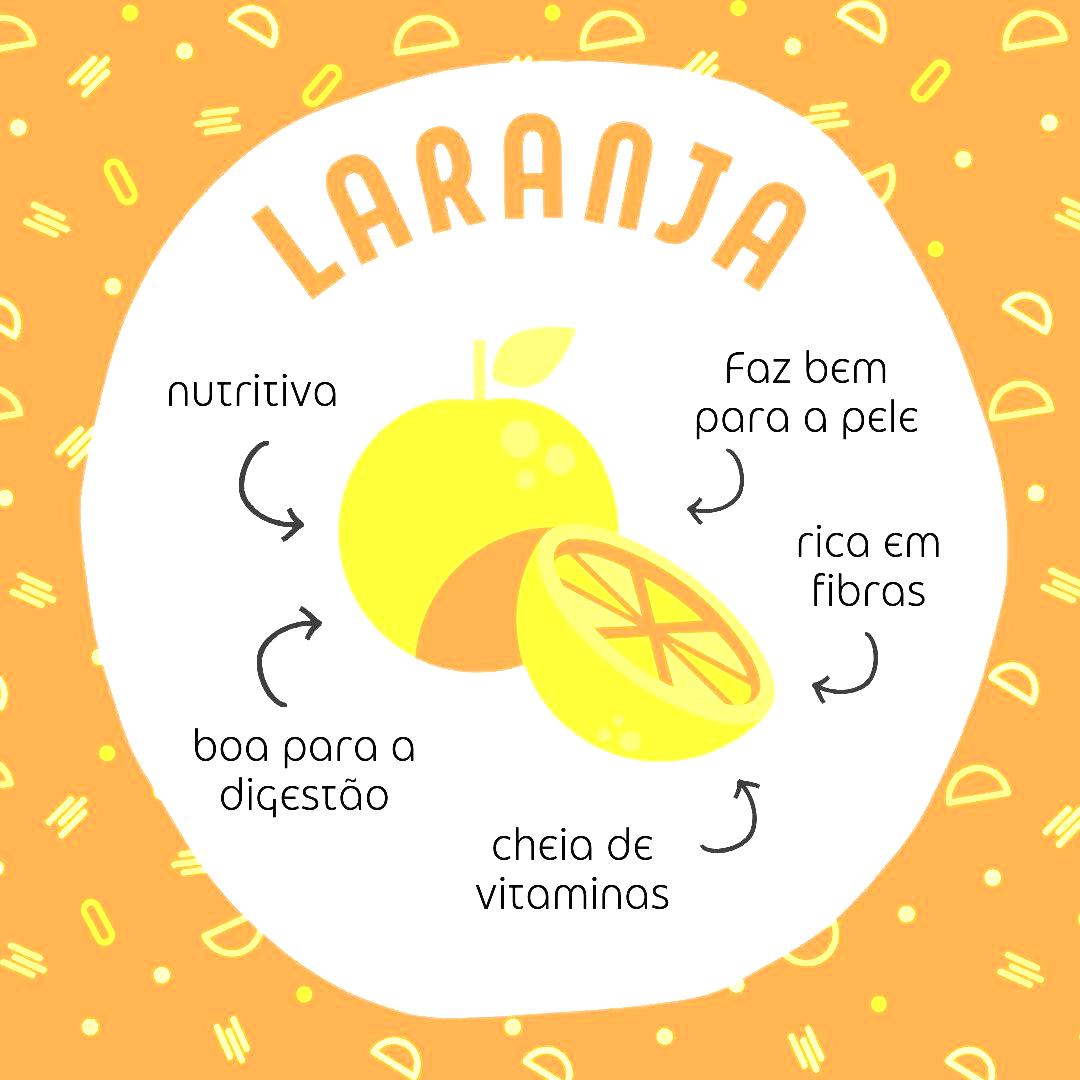 LARANJA
nutritiva
Faz bem
para a pele
rica em
fibras
boa para a
digestão
cheia de
vitaminas